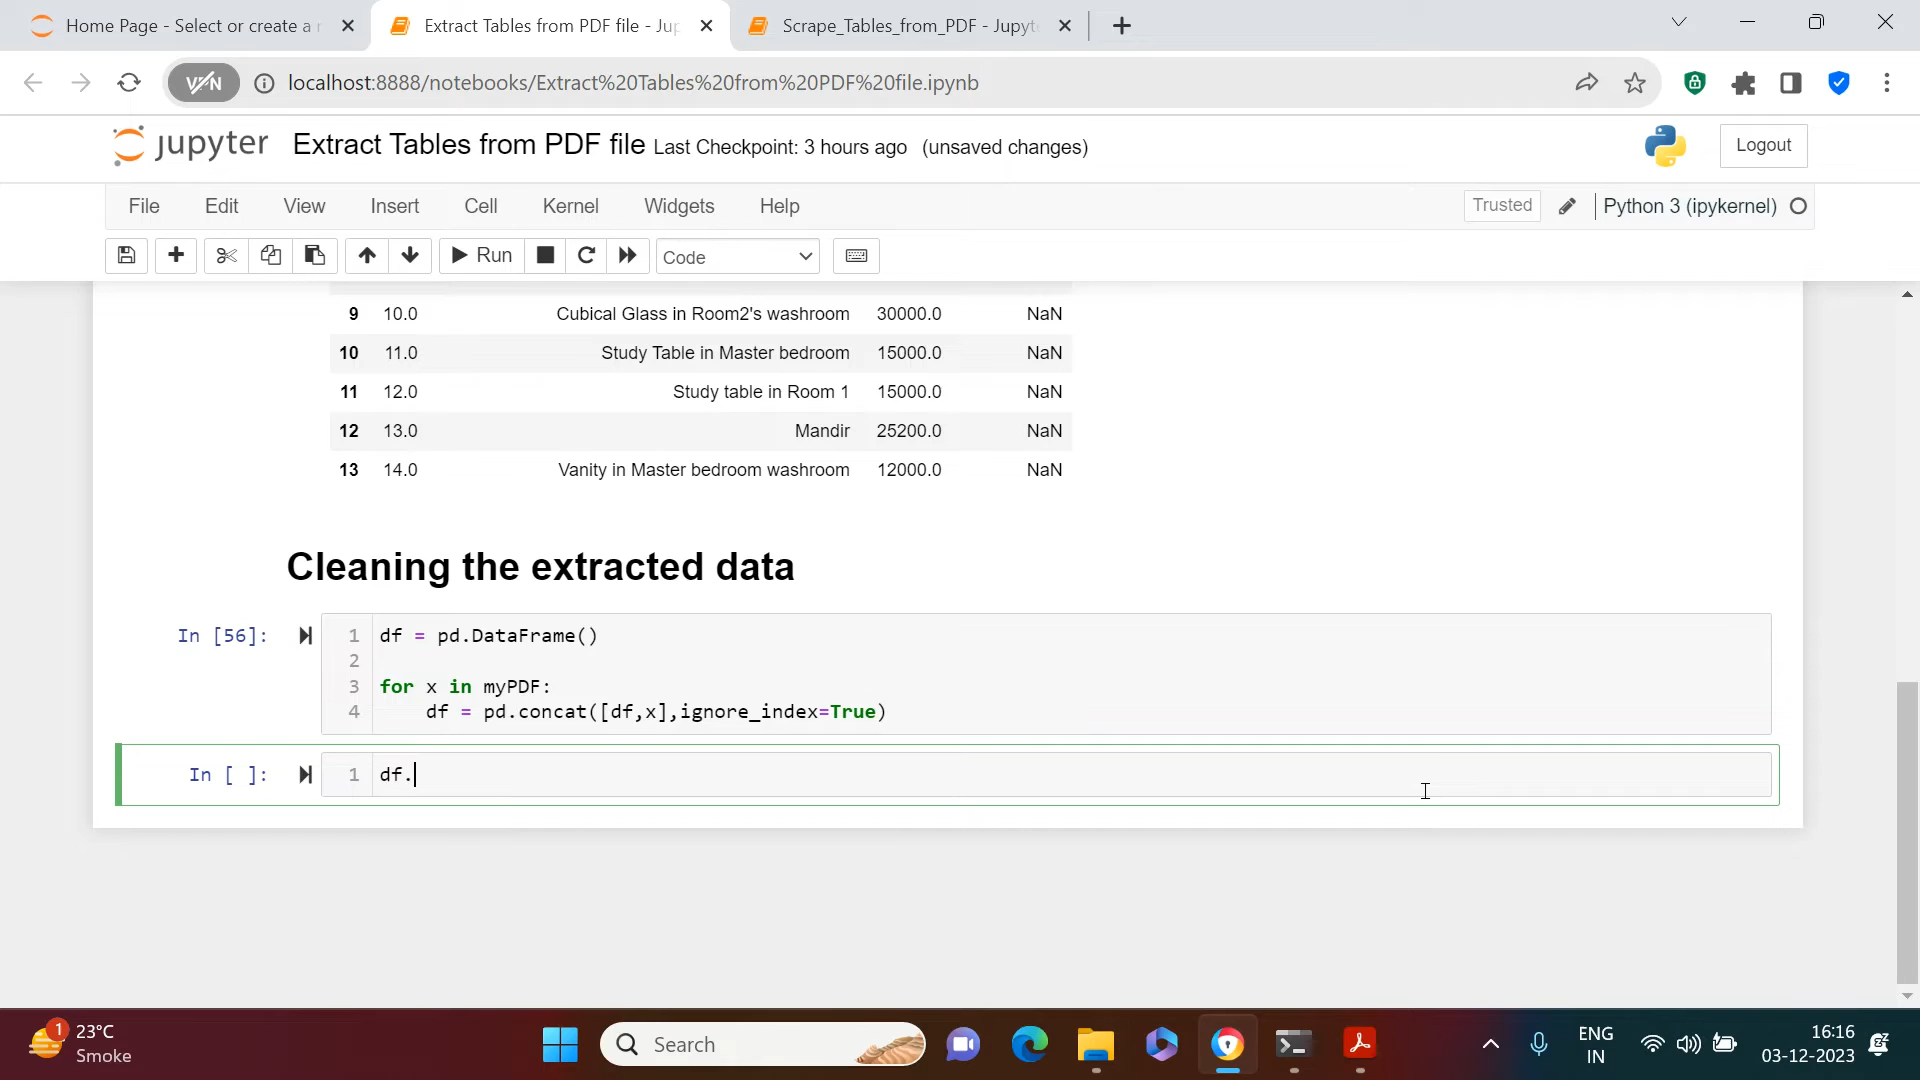 Home Page - Select or create a n
Extract Tables from PDF file - Jup
Scrape_Tables_from_PDF - Jupyt
VPN
localhost:8888/notebooks/Extract%20Tables%20from%20PDF%20file.ipynb
jupyter Extract Tables from PDF file Last Checkpoint: 3 hours ago (unsaved changes)
Logout
File Edit View Insert Cell Kernel Widgets Help
Trusted
Python 3 (ipykernel)
Run
Code
9 10.0 Cubical Glass in Room2's washroom 30000.0 NaN
10 11.0 Study Table in Master bedroom 15000.0 NaN
11 12.0 Study table in Room 1 15000.0 NaN
12 13.0 Mandir 25200.0 NaN
13 14.0 Vanity in Master bedroom washroom 12000.0 NaN
Cleaning the extracted data
In [56]:
1 df = pd.DataFrame()
2
3 for x in myPDF:
4 df = pd.concat([df,x],ignore_index=True)
In [ ]:
1 df.
1
23°C
Smoke
Search
ENG
IN
16:16
03-12-2023